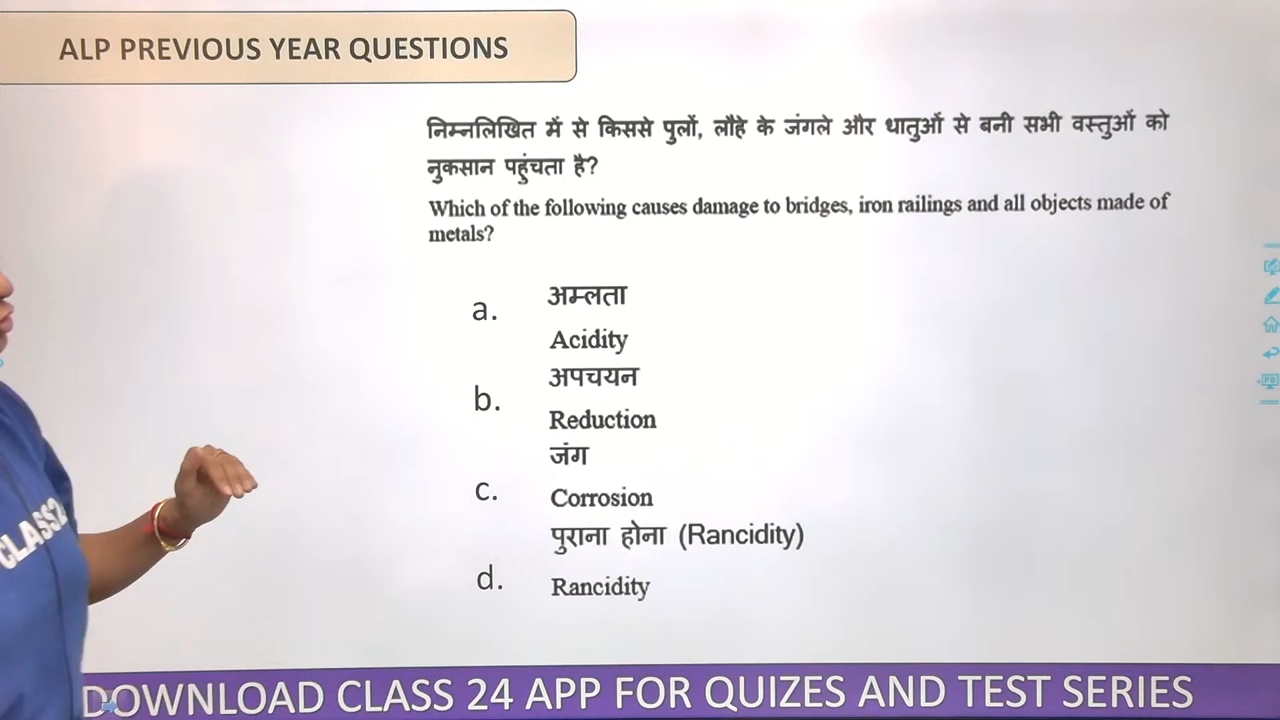 ALP PREVIOUS YEAR QUESTIONS
निम्नलिखित में से किससे पुलों, लौहे के जंगले और धातुओं से बनी सभी वस्तुओं को
नुकसान पहुंचता है?
Which of the following causes damage to bridges, iron railings and all objects made of
metals?
a. अम्लता
Acidity
b. अपचयन
Reduction
c. जंग
Corrosion
d. पुराना होना (Rancidity)
Rancidity
DOWNLOAD CLASS 24 APP FOR QUIZES AND TEST SERIES